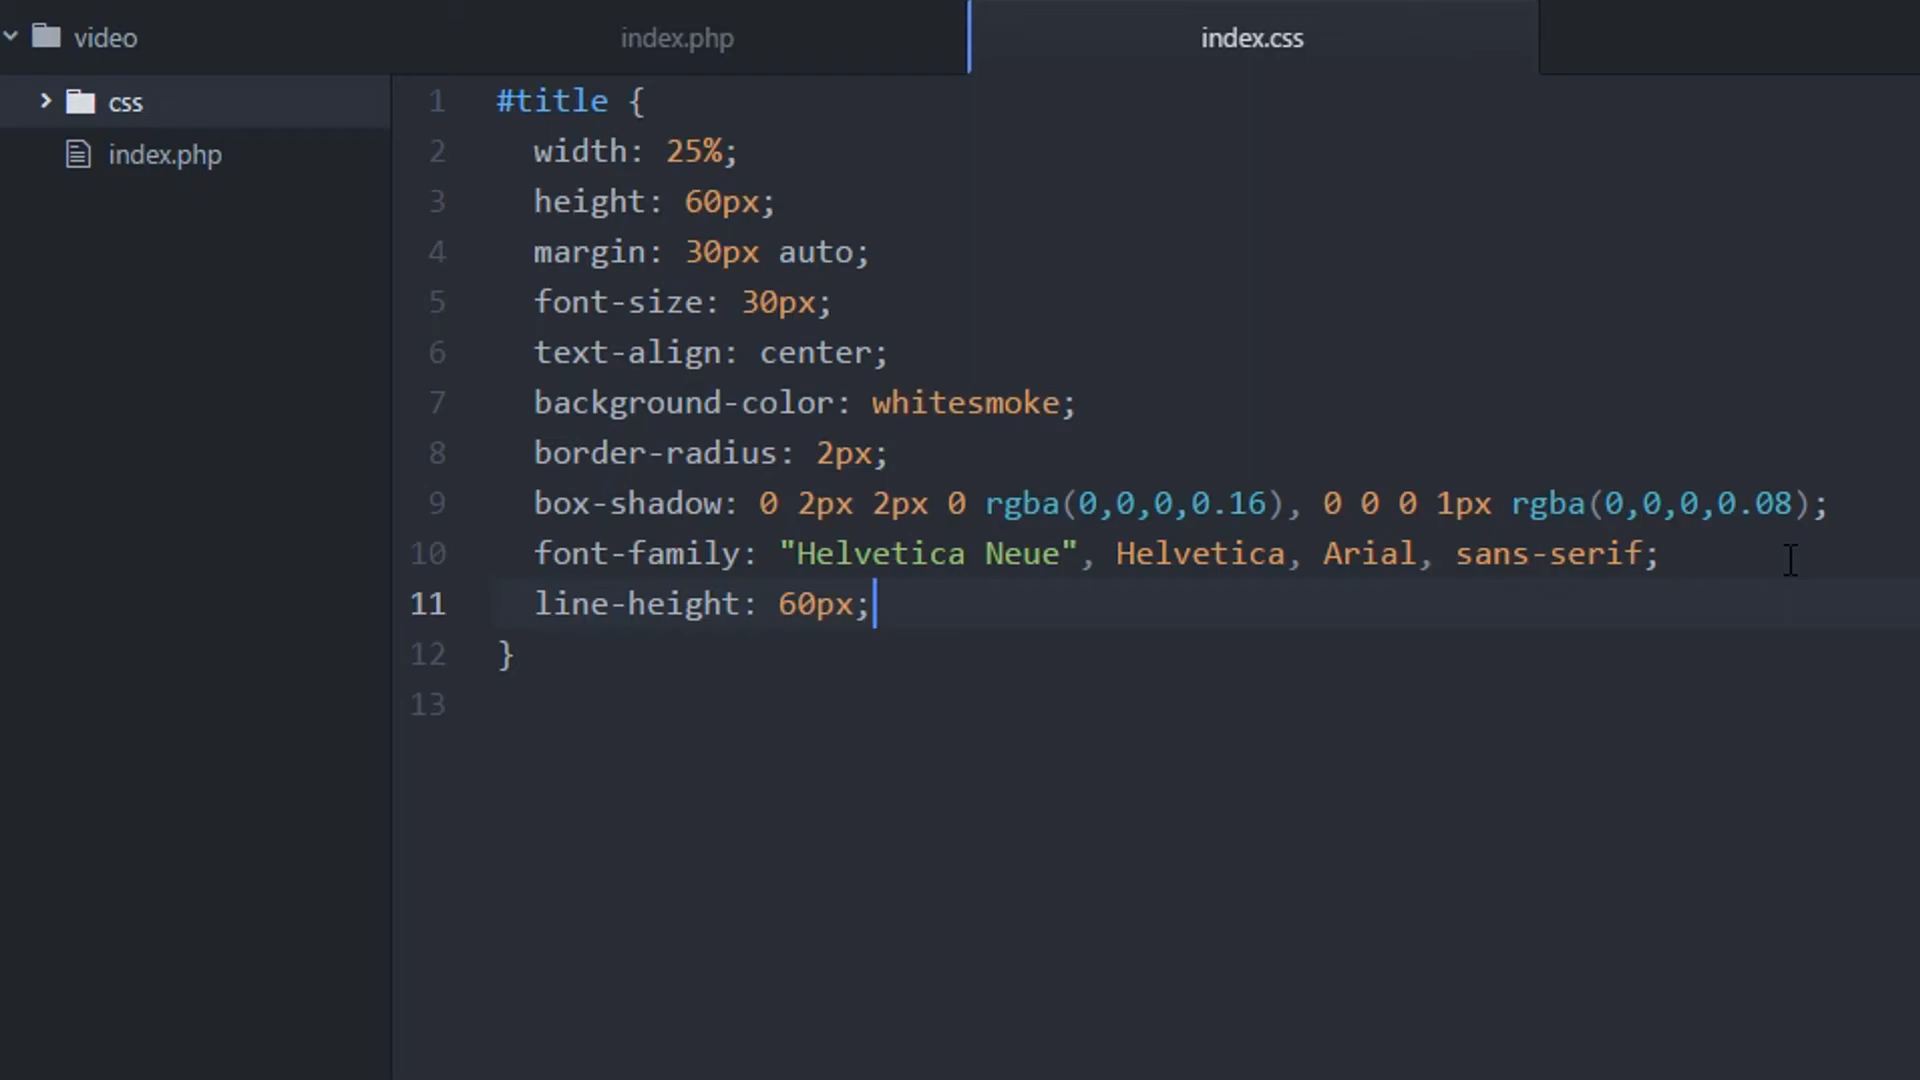 video
css
index.php
index.php
index.css
1 #title {
2 width: 25%;
3 height: 60px;
4 margin: 30px auto;
5 font-size: 30px;
6 text-align: center;
7 background-color: whitesmoke;
8 border-radius: 2px;
9 box-shadow: 0 2px 2px 0 rgba(0,0,0,0.16), 0 0 0 1px rgba(0,0,0,0.08);
10 font-family: "Helvetica Neue", Helvetica, Arial, sans-serif;
11 line-height: 60px;
12 }
13